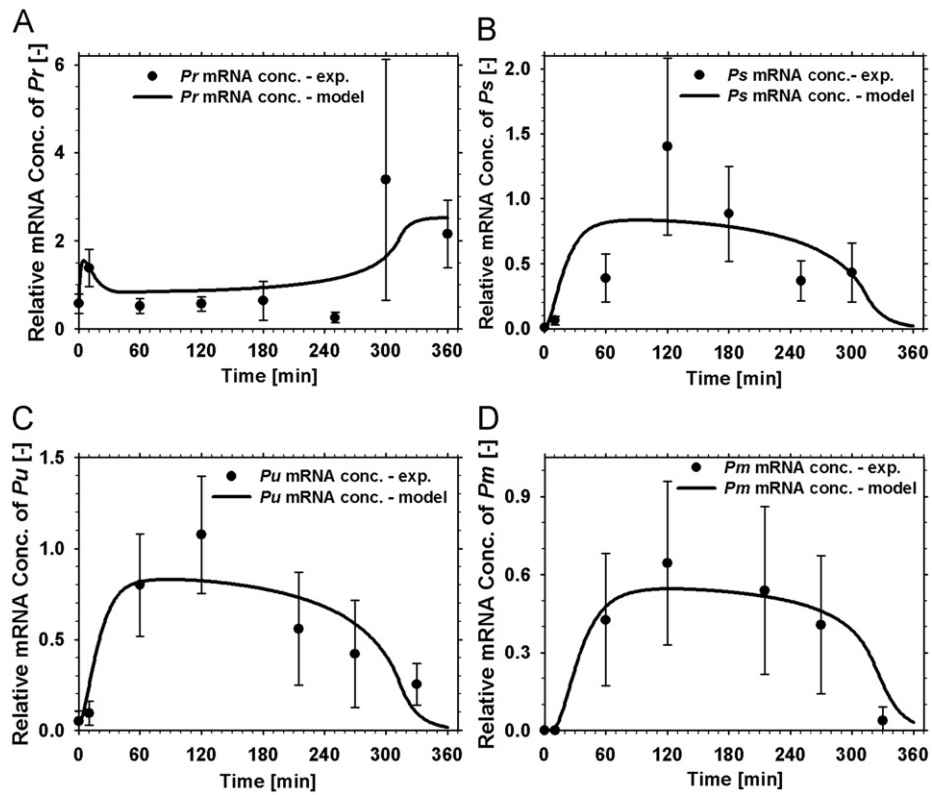 A
Relative mRNA Conc. of Pr [-]
Pr mRNA conc. - exp.
Pr mRNA conc. - model
6
4
2
0
0 60 120 180 240 300 360
Time [min]
B
Relative mRNA Conc. of Ps [-]
Ps mRNA conc.- exp.
Ps mRNA conc. - model
2.0
1.5
1.0
0.5
0.0
0 60 120 180 240 300 360
Time [min]
C
Relative mRNA Conc. of Pu [-]
Pu mRNA conc. - exp.
Pu mRNA conc. - model
1.5
1.0
0.5
0.0
0 60 120 180 240 300 360
Time [min]
D
Relative mRNA Conc. of Pm [-]
Pm mRNA conc. - exp.
Pm mRNA conc. - model
0.9
0.6
0.3
0.0
0 60 120 180 240 300 360
Time [min]